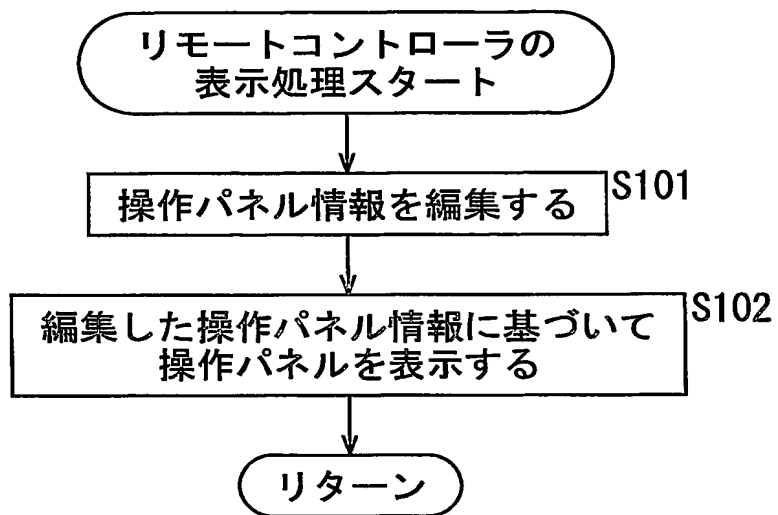 リモートコントローラの
表示処理スタート
操作パネル情報を編集する
S101
編集した操作パネル情報に基づいて
操作パネルを表示する
S102
リターン